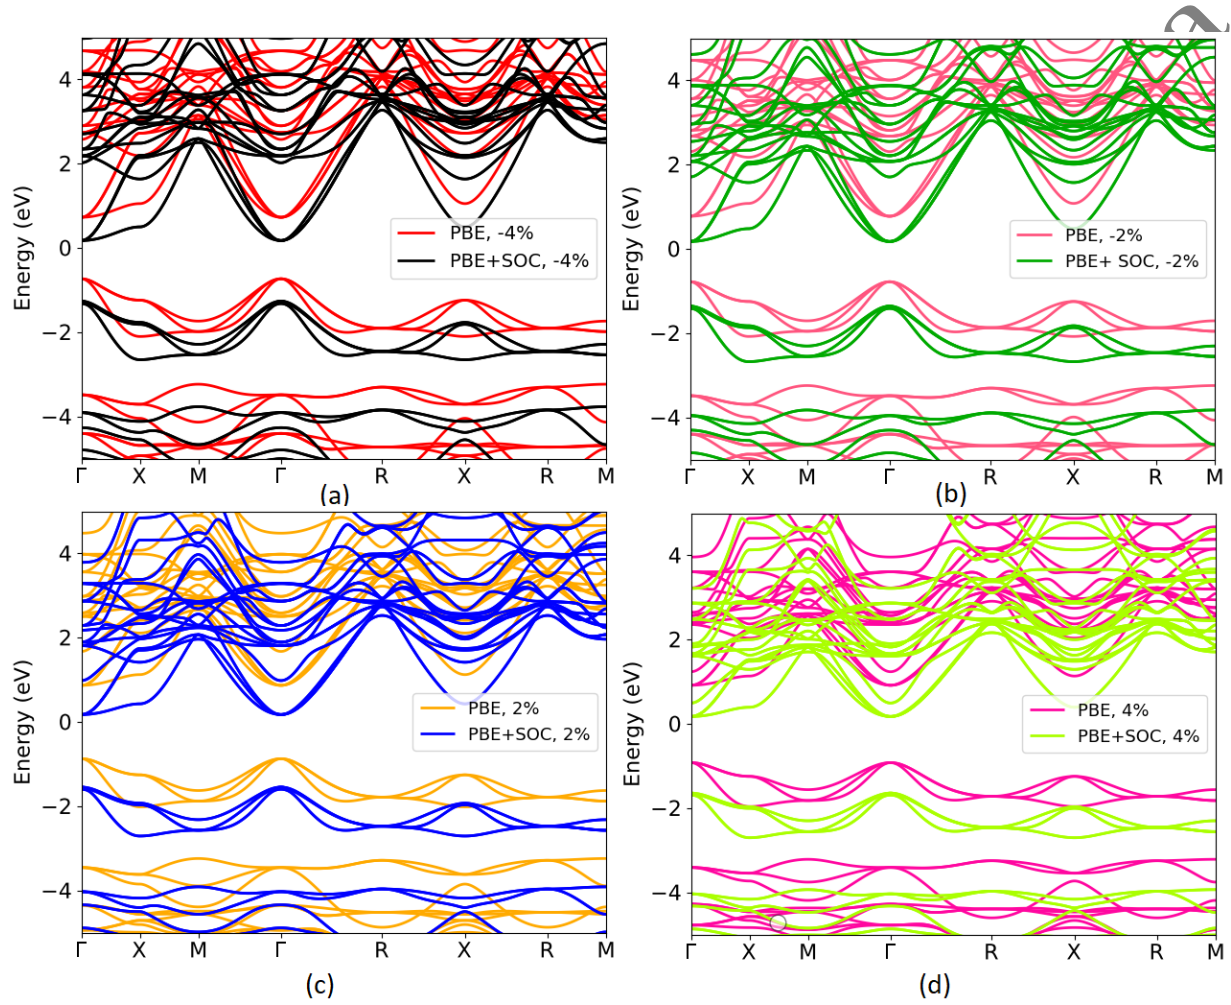 4
2
0
−2
−4
Energy (eV)
PBE, -4%
PBE+SOC, -4%
Γ X M Γ R X R M
(a)
4
2
0
−2
−4
Energy (eV)
PBE, -2%
PBE+ SOC, -2%
Γ X M Γ R X R M
(b)
4
2
0
−2
−4
Energy (eV)
PBE, 2%
PBE+SOC, 2%
Γ X M Γ R X R M
(c)
4
2
0
−2
−4
Energy (eV)
PBE, 4%
PBE+SOC, 4%
Γ X M Γ R X R M
(d)